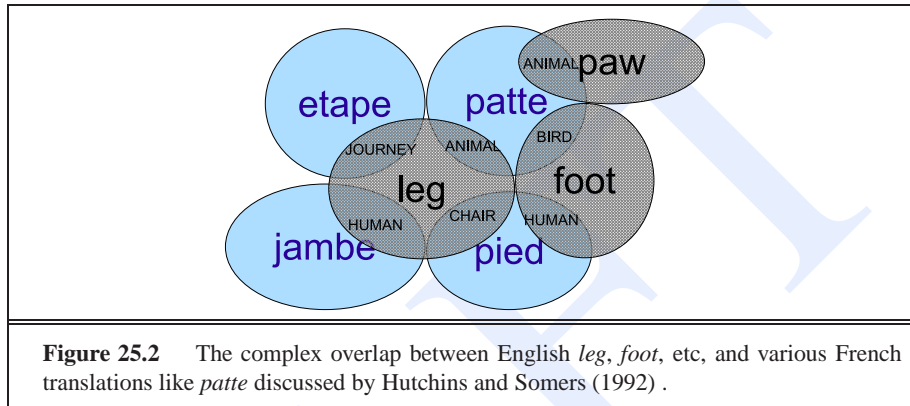 paw
ANIMAL
etape
patte
JOURNEY
ANIMAL
BIRD
leg
foot
HUMAN
CHAIR
HUMAN
jambe
pied
Figure 25.2 The complex overlap between English leg, foot, etc, and various French
translations like patte discussed by Hutchins and Somers (1992) .